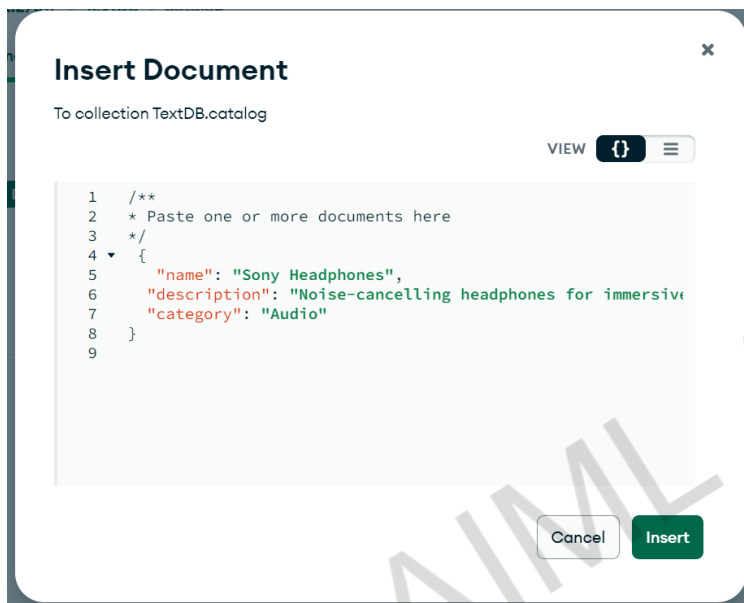 Insert Document
To collection TextDB.catalog
VIEW {}
1 /**
2 * Paste one or more documents here
3 */
4 {
5 "name": "Sony Headphones",
6 "description": "Noise-cancelling headphones for immersive
7 "category": "Audio"
8 }
9
Cancel Insert
AIML